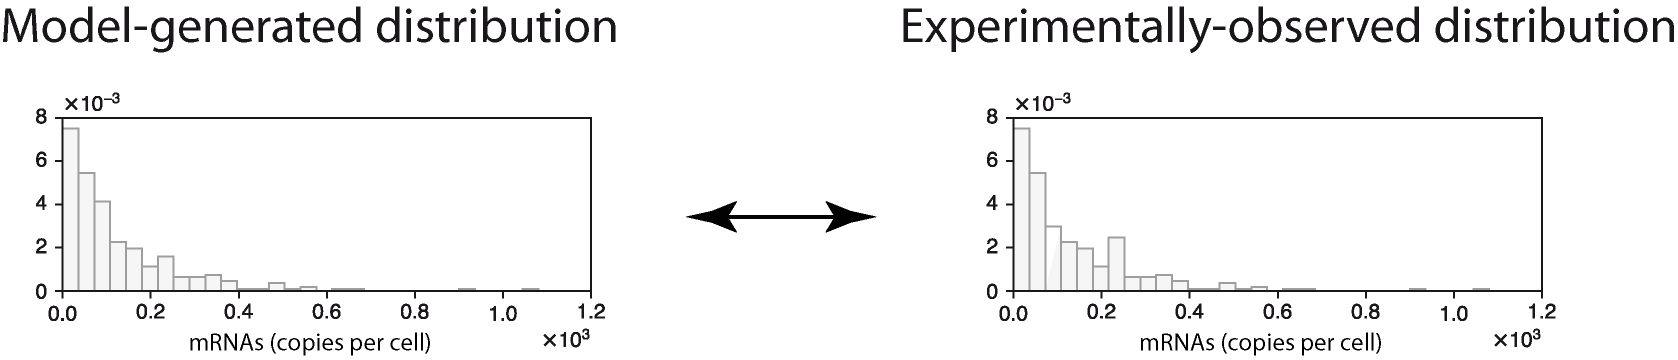 Model-generated distribution
Experimentally-observed distribution
×10⁻³
8
6
4
2
0
0.0 0.2 0.4 0.6 0.8 1.0 1.2
mRNAs (copies per cell) ×10³
×10⁻³
8
6
4
2
0
0.0 0.2 0.4 0.6 0.8 1.0 1.2
mRNAs (copies per cell) ×10³